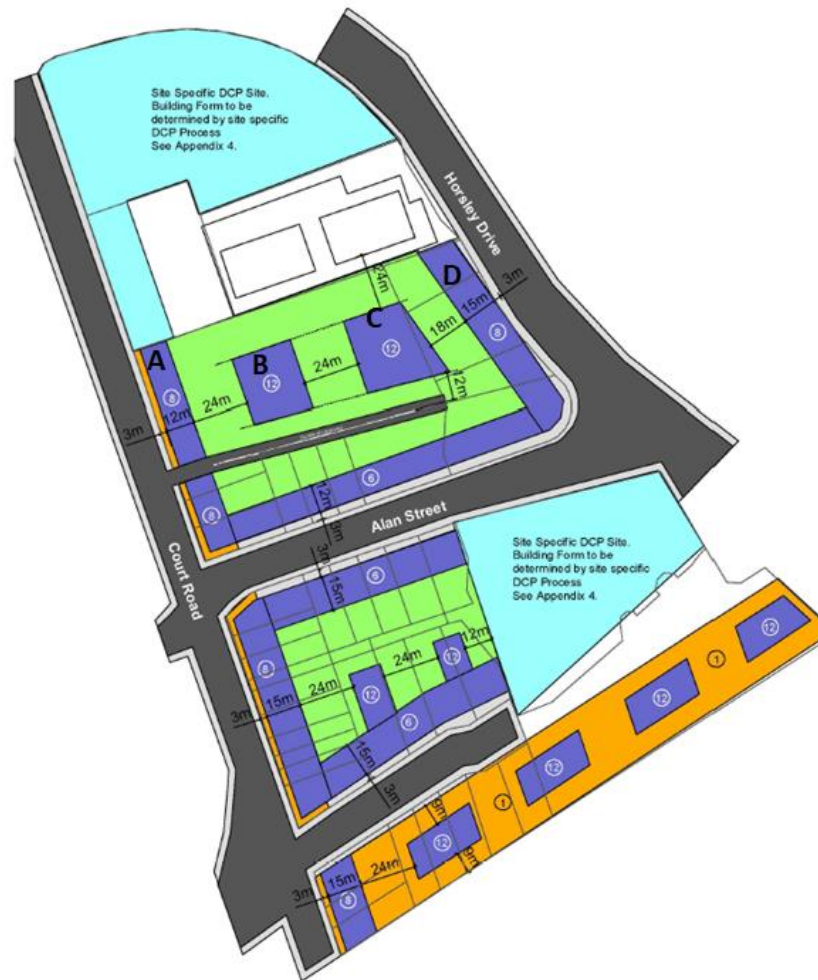 Site Specific DCP Site.
Building Form to be
determined by site specific
DCP Process
See Appendix 4.
Horsley Drive
24m
D
3m
15m
18m
8
C
12
A
B
12
24m
8
24m
12m
3m
12m
6
8
12m
3m
Alan Street
Court Road
3m
15m
6
Site Specific DCP Site.
Building Form to be
determined by site specific
DCP Process
See Appendix 4.
8
12m
24m
12
12
24m
15m
3m
6
15m
3m
12
1
12
12
1
9m
12
9m
24m
15m
3m
8